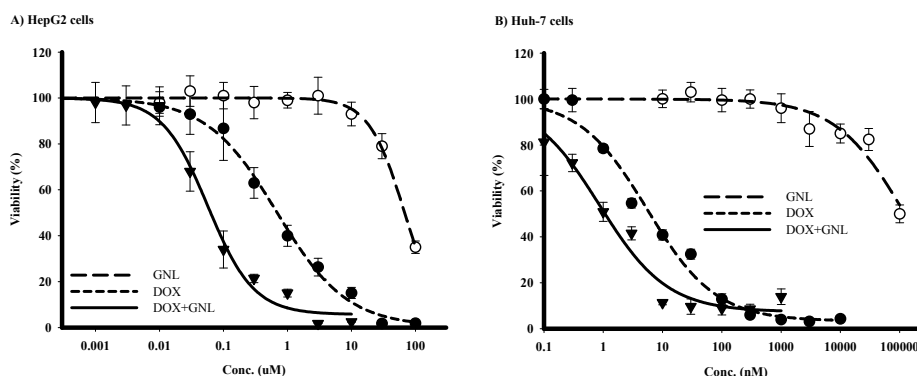 A) HepG2 cells
120
100
80
60
40
20
0
Viability (%)
GNL
DOX
DOX+GNL
0.001 0.01 0.1 1 10 100
Conc. (uM)
B) Huh-7 cells
120
100
80
60
40
20
0
Viability (%)
GNL
DOX
DOX+GNL
0.1 1 10 100 1000 10000 100000
Conc. (nM)